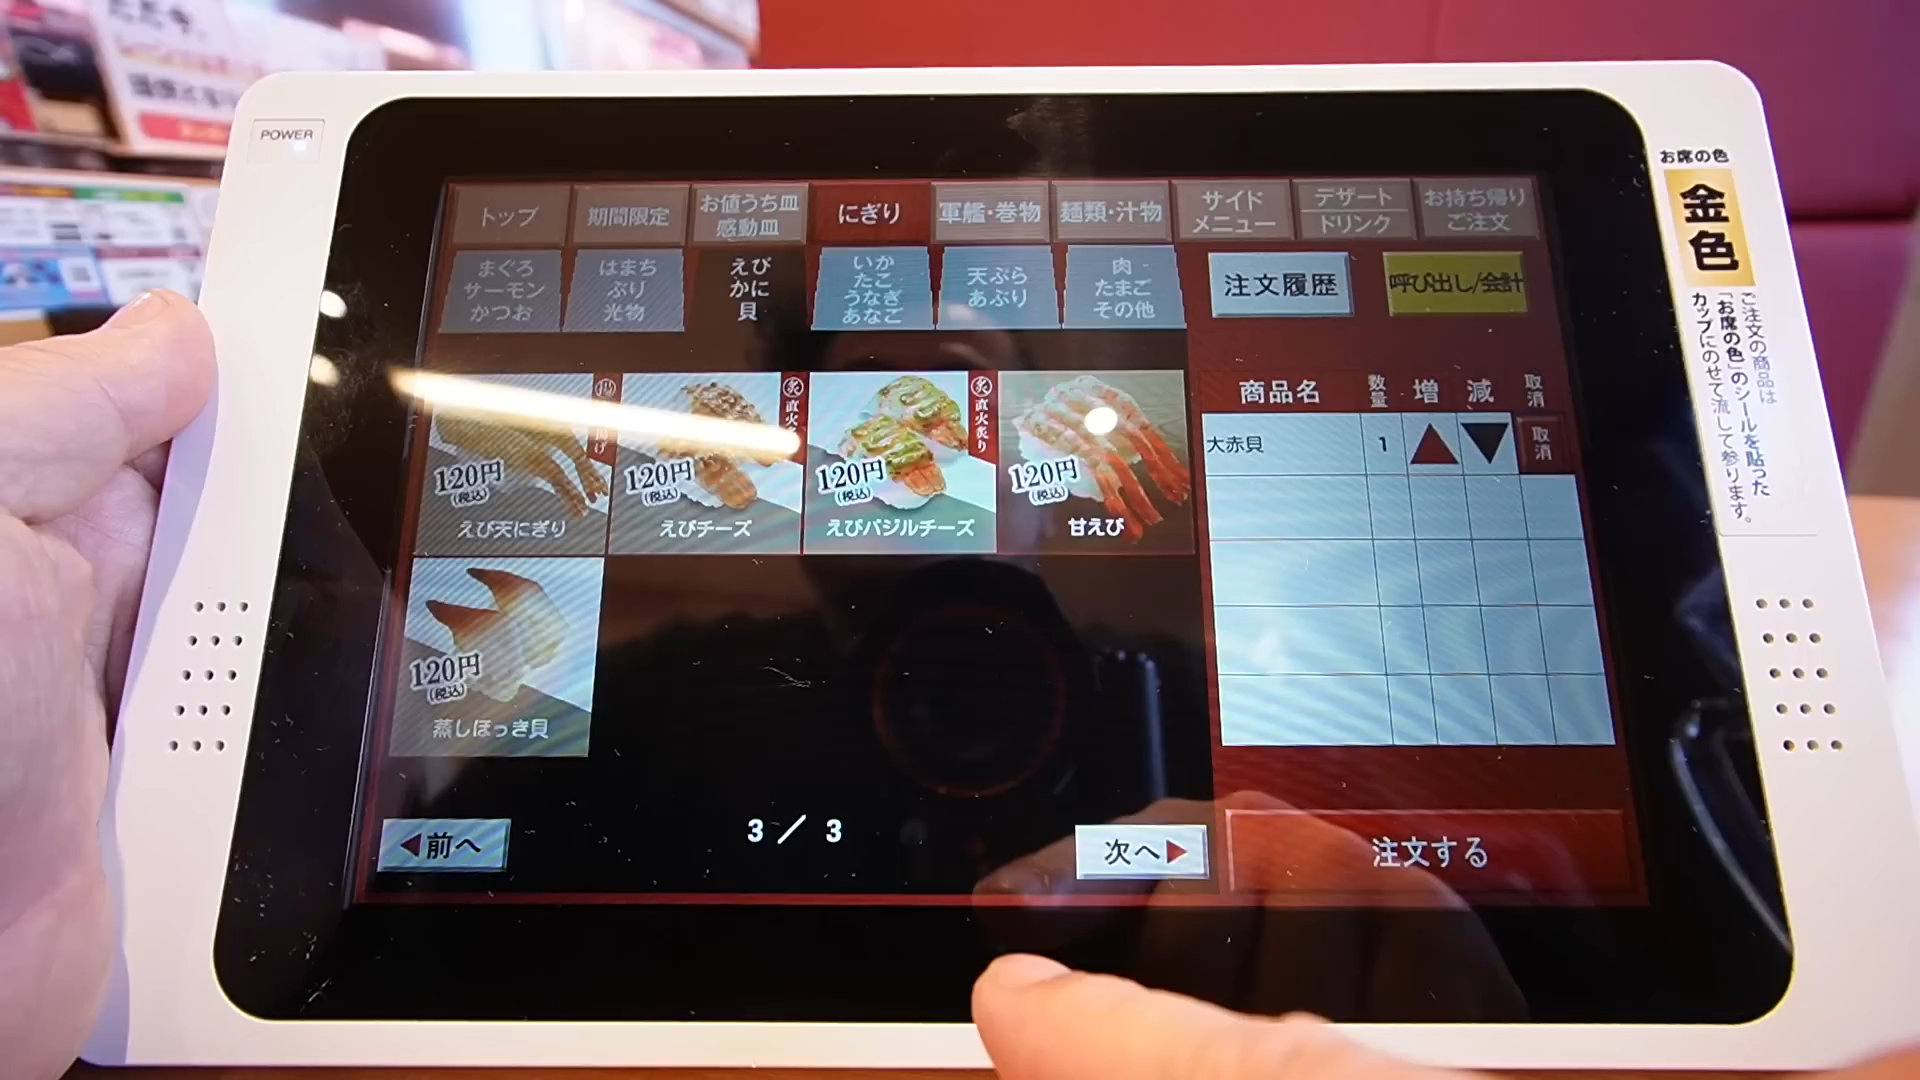 POWER
トップ
期間限定
お値うち皿
感動皿
にぎり
軍艦・巻物
麺類・汁物
サイド
メニュー
デザート
ドリンク
お持ち帰り
ご注文
まぐろ
サーモン
かつお
はまち
ぶり
光物
えび
かに
貝
いか
たこ
うなぎ
あなご
天ぷら
あぶり
肉
たまご
その他
注文履歴
呼び出し/会計
120円
(税込)
えび天にぎり
炙 直火炙り
120円
(税込)
えびチーズ
炙 直火炙り
120円
(税込)
えびバジルチーズ
120円
(税込)
甘えび
120円
(税込)
蒸しほっき貝
商品名
数量
増
減
取消
大赤貝
1
取消
前へ
3 / 3
次へ
注文する
お席の色
金色
ご注文の商品は
「お席の色」のシールを貼った
カップにのせて流して参ります。